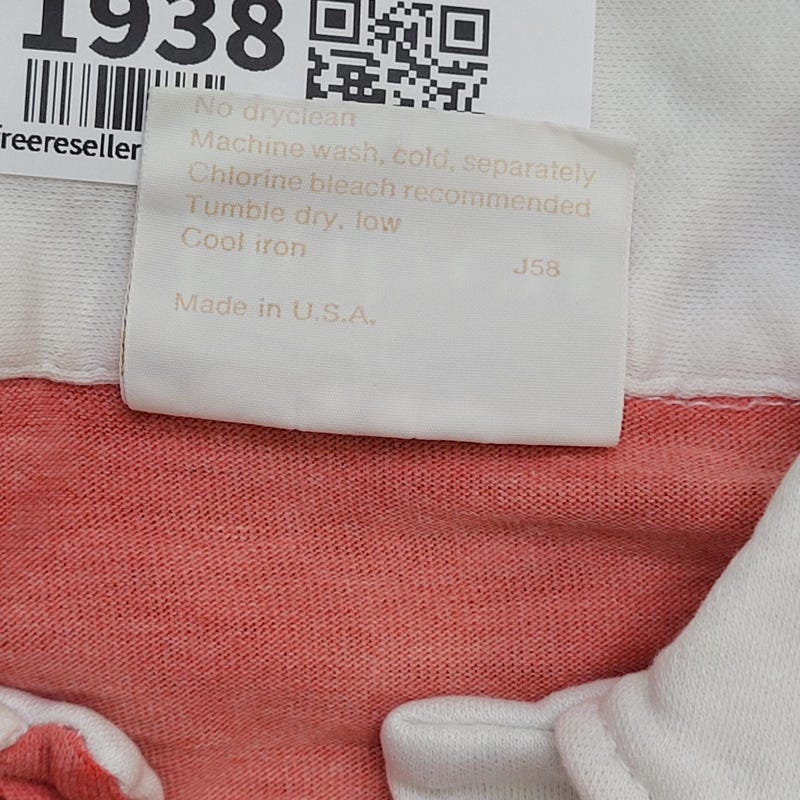 1938
freereseller
No dryclean
Machine wash, cold, separately
Chlorine bleach recommended
Tumble dry, low
Cool iron
J58
Made in U.S.A.